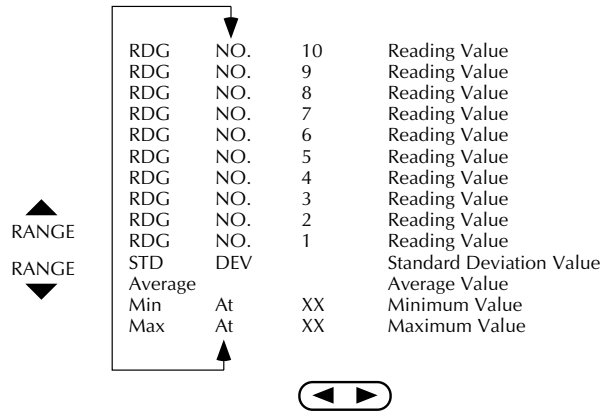 RDG NO. 10 Reading Value
RDG NO. 9 Reading Value
RDG NO. 8 Reading Value
RDG NO. 7 Reading Value
RDG NO. 6 Reading Value
RDG NO. 5 Reading Value
RDG NO. 4 Reading Value
RDG NO. 3 Reading Value
RDG NO. 2 Reading Value
RANGE
RDG NO. 1 Reading Value
RANGE
STD DEV Standard Deviation Value
Average Average Value
Min At XX Minimum Value
Max At XX Maximum Value